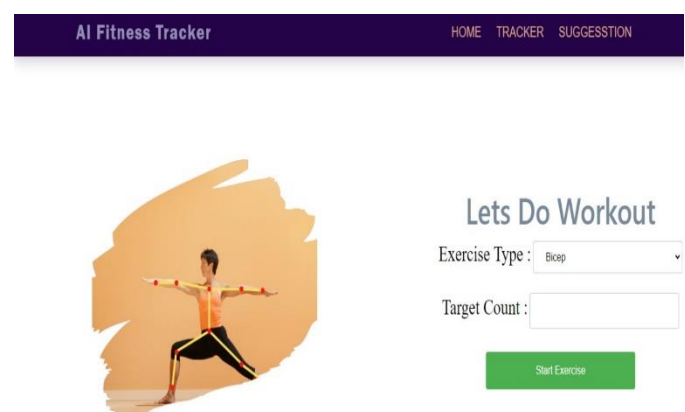 AI Fitness Tracker HOME TRACKER SUGGESSTION
Lets Do Workout
Exercise Type : Bicep
Target Count :
Start Exercise